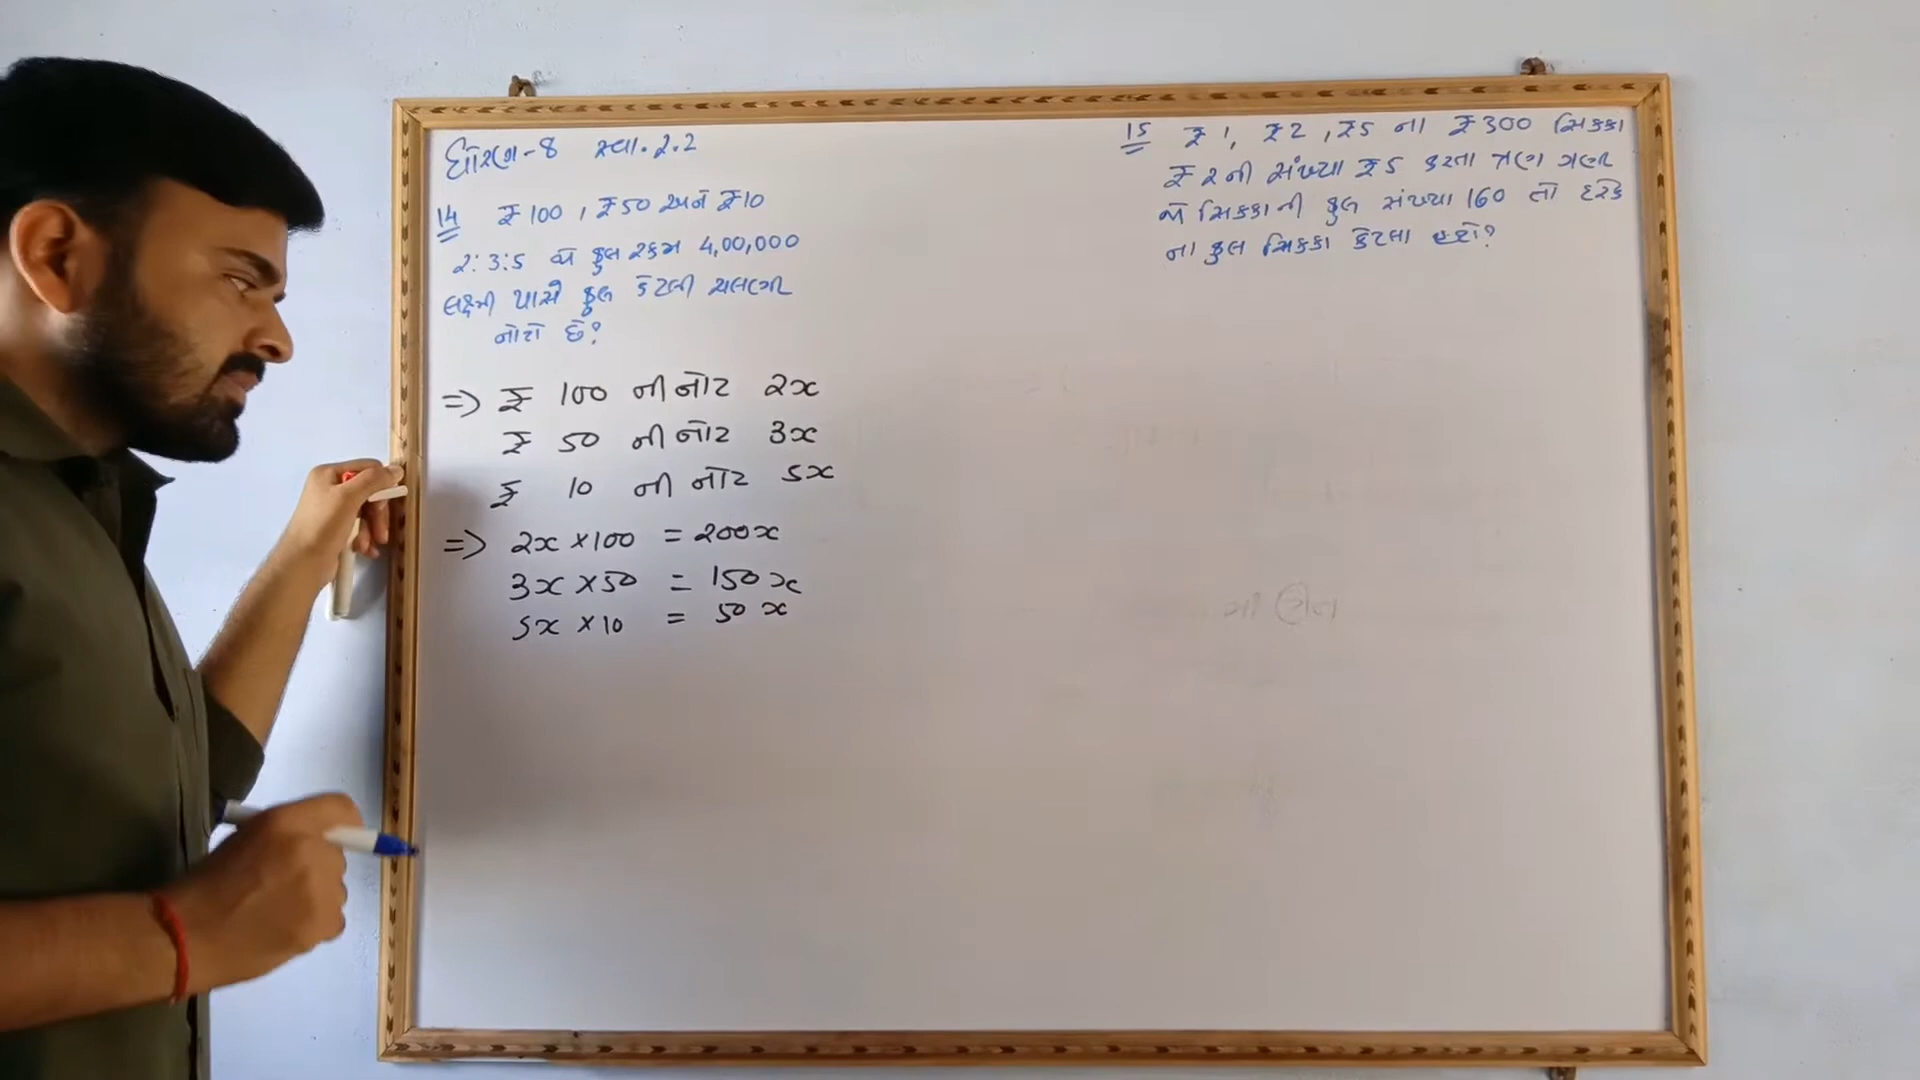 ધોરણ-8 સ્વા. 2.2
14 ₹100, ₹50 અને ₹10
2:3:5 છે કુલ રકમ 4,00,000
લક્ષ્મી પાસે કુલ કેટલી ચલણી
નોટો છે?
=> ₹ 100 ની નોટ 2x
₹ 50 ની નોટ 3x
₹ 10 ની નોટ 5x
=> 2x × 100 = 200x
3x × 50 = 150x
5x × 10 = 50x
15 ₹ 1, ₹2, ₹5 ના ₹300 સિક્કા
₹ 2ની સંખ્યા ₹5 કરતા ત્રણ ગણી
છે સિક્કાની કુલ સંખ્યા 160 તો દરેક
ના કુલ સિક્કા કેટલા હશે?